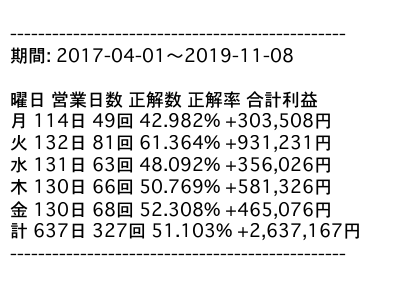 ------------------------------------------------
期間: 2017-04-01〜2019-11-08
曜日 営業日数 正解数 正解率 合計利益
月 114日 49回 42.982% +303,508円
火 132日 81回 61.364% +931,231円
水 131日 63回 48.092% +356,026円
木 130日 66回 50.769% +581,326円
金 130日 68回 52.308% +465,076円
計 637日 327回 51.103% +2,637,167円
------------------------------------------------